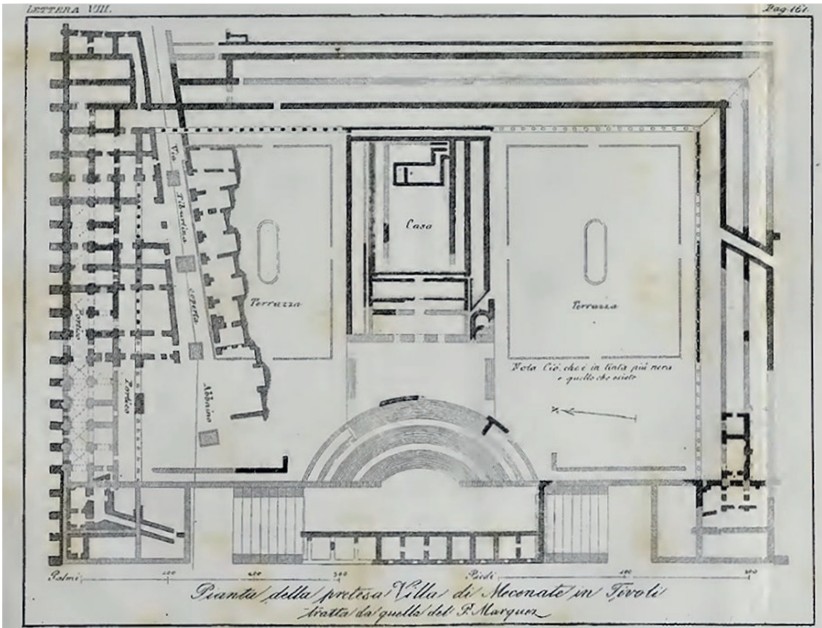 LETTERA VIII.
Pag. 161.
Via
Tiburtina
coperta
Abbaino
Casa
Terrazza
Terrazza
Portico
Portico
Nota Ciò, che è in tinta più nera
è quello che esiste
Palmi
100
200
300
Piedi
100
200
Pianta della pretesa Villa di Mecenate in Tivoli
tratta da quella del P. Marquez